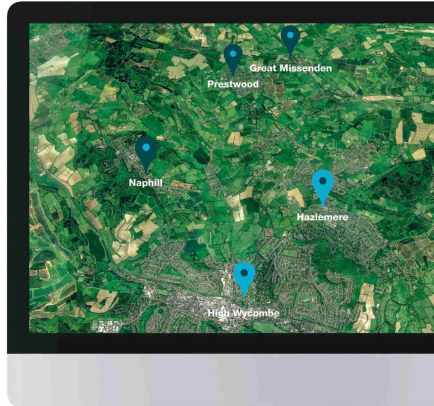 Great Missenden
Prestwood
Naphill
Hazlemere
High Wycombe